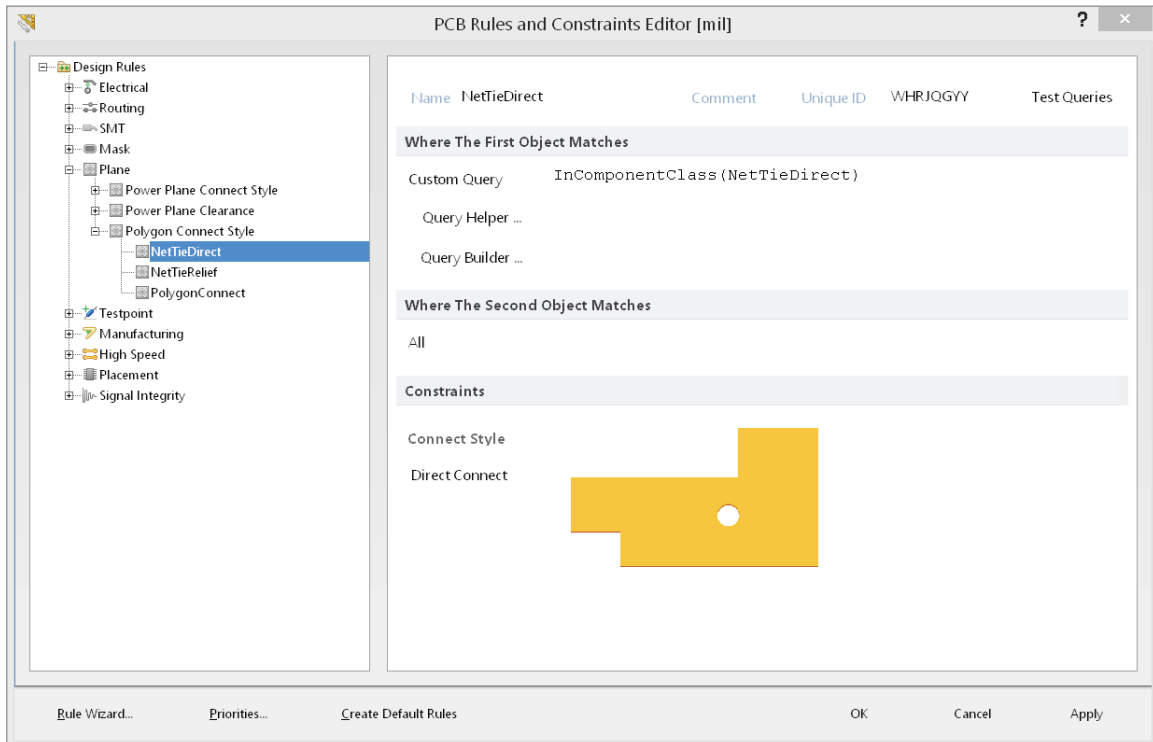 PCB Rules and Constraints Editor [mil]
? ×
Design Rules
Electrical
Routing
SMT
Mask
Plane
Power Plane Connect Style
Power Plane Clearance
Polygon Connect Style
NetTieDirect
NetTieRelief
PolygonConnect
Testpoint
Manufacturing
High Speed
Placement
Signal Integrity
Name NetTieDirect Comment Unique ID WHRJQGYY Test Queries
Where The First Object Matches
Custom Query InComponentClass(NetTieDirect)
Query Helper ...
Query Builder ...
Where The Second Object Matches
All
Constraints
Connect Style
Direct Connect
Rule Wizard... Priorities... Create Default Rules OK Cancel Apply